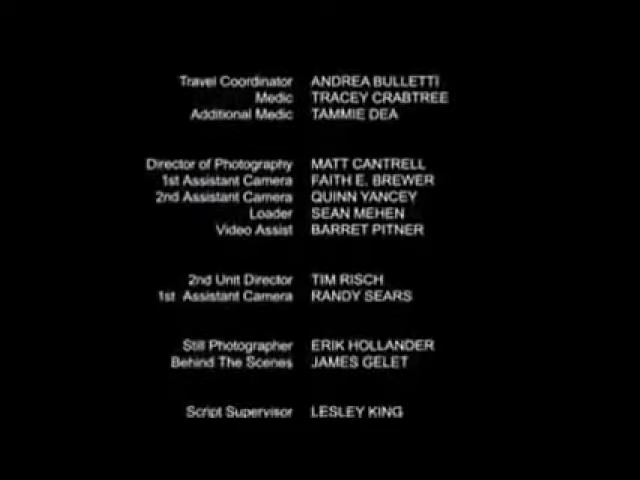 Travel Coordinator ANDREA BULLETTI
Medic TRACEY CRABTREE
Additional Medic TAMMIE DEA
Director of Photography MATT CANTRELL
1st Assistant Camera FAITH E. BREWER
2nd Assistant Camera QUINN YANCEY
Loader SEAN MEHEN
Video Assist BARRET PITNER
2nd Unit Director TIM RISCH
1st Assistant Camera RANDY SEARS
Still Photographer ERIK HOLLANDER
Behind The Scenes JAMES GELET
Script Supervisor LESLEY KING